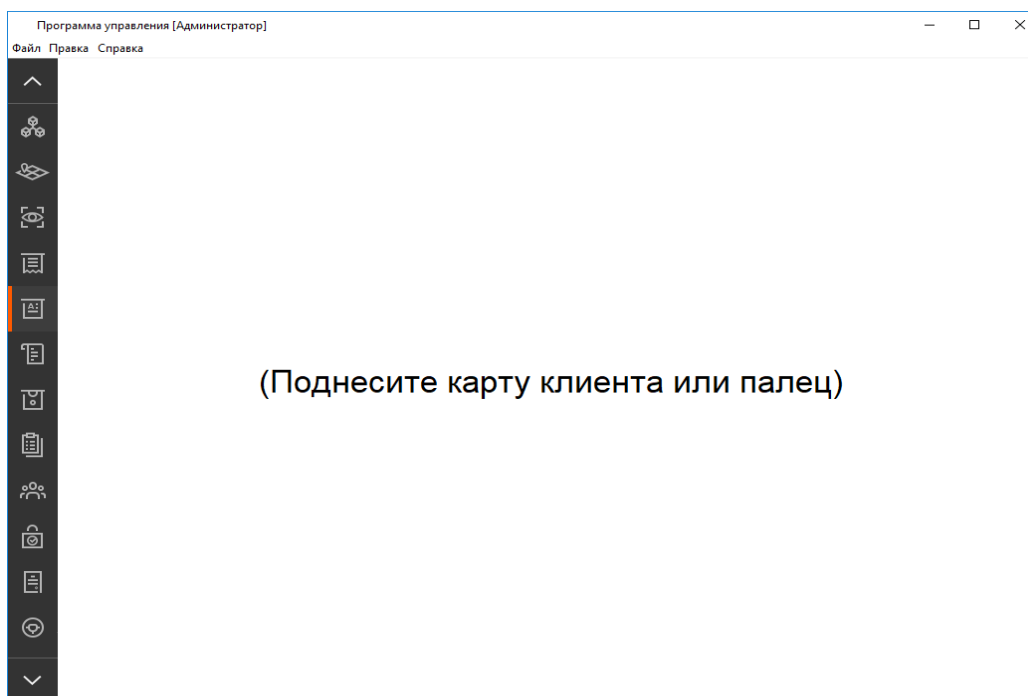 Программа управления [Администратор]
Файл Правка Справка
(Поднесите карту клиента или палец)